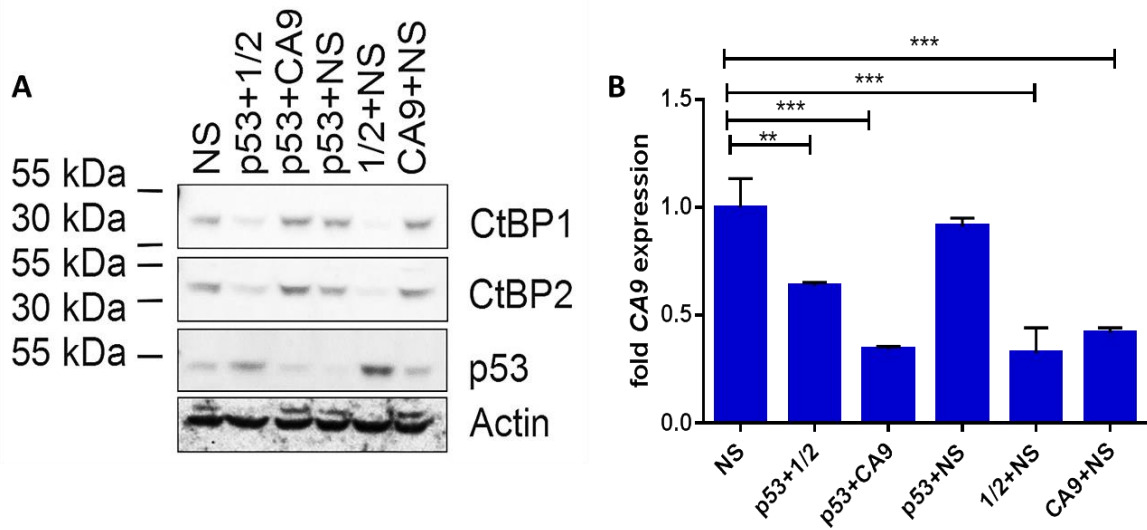 A
NS
p53+1/2
p53+CA9
p53+NS
1/2+NS
CA9+NS
55 kDa
30 kDa
55 kDa
30 kDa
55 kDa
CtBP1
CtBP2
p53
Actin
B
***
***
***
**
fold CA9 expression
1.5
1.0
0.5
0.0
NS
p53+1/2
p53+CA9
p53+NS
1/2+NS
CA9+NS